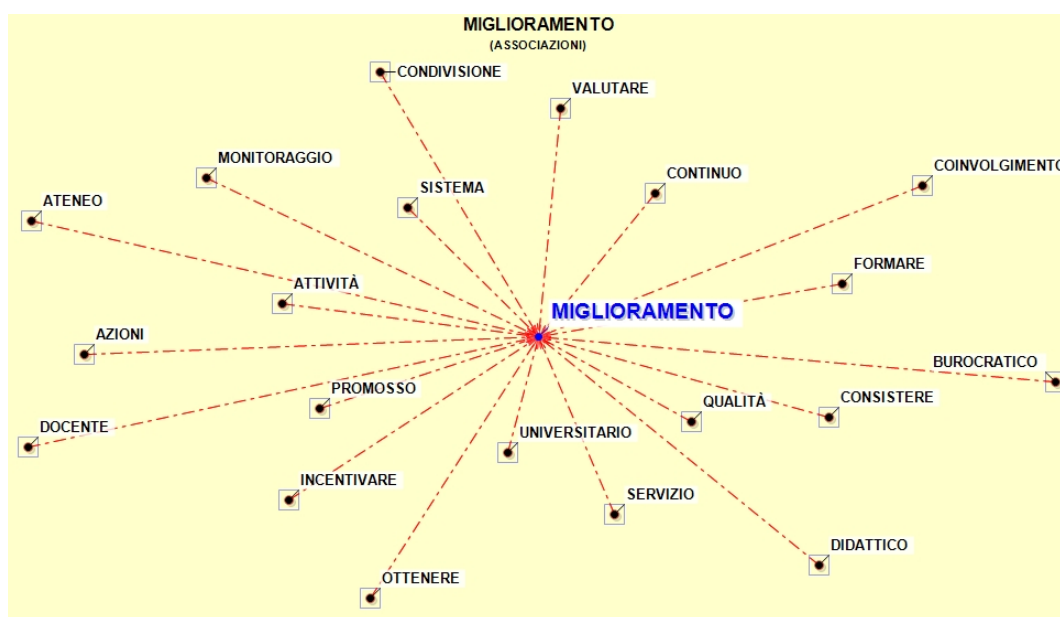 MIGLIORAMENTO
(ASSOCIAZIONI)
CONDIVISIONE
VALUTARE
MONITORAGGIO
SISTEMA
CONTINUO
COINVOLGIMENTO
ATENEO
ATTIVITÀ
FORMARE
MIGLIORAMENTO
AZIONI
BUROCRATICO
PROMOSSO
QUALITÀ
CONSISTERE
DOCENTE
UNIVERSITARIO
INCENTIVARE
SERVIZIO
DIDATTICO
OTTENERE